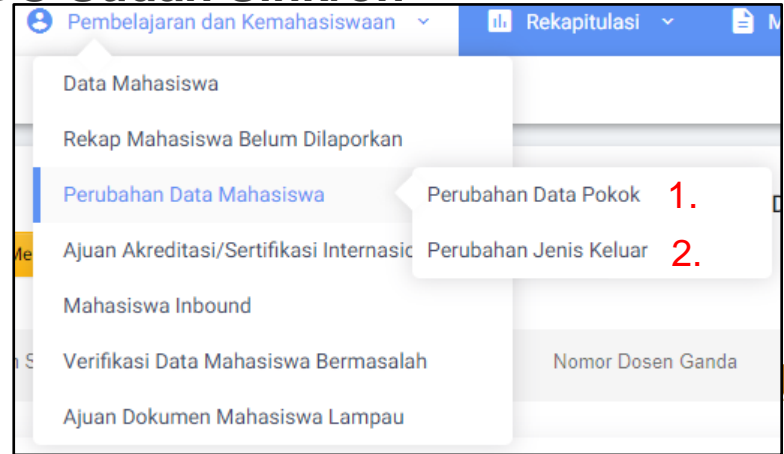 Pembelajaran dan Kemahasiswaan
Rekapitulasi
Data Mahasiswa
Rekap Mahasiswa Belum Dilaporkan
Perubahan Data Mahasiswa
Perubahan Data Pokok 1.
Ajuan Akreditasi/Sertifikasi Internasio
Perubahan Jenis Keluar 2.
Mahasiswa Inbound
Verifikasi Data Mahasiswa Bermasalah
Nomor Dosen Ganda
Ajuan Dokumen Mahasiswa Lampau